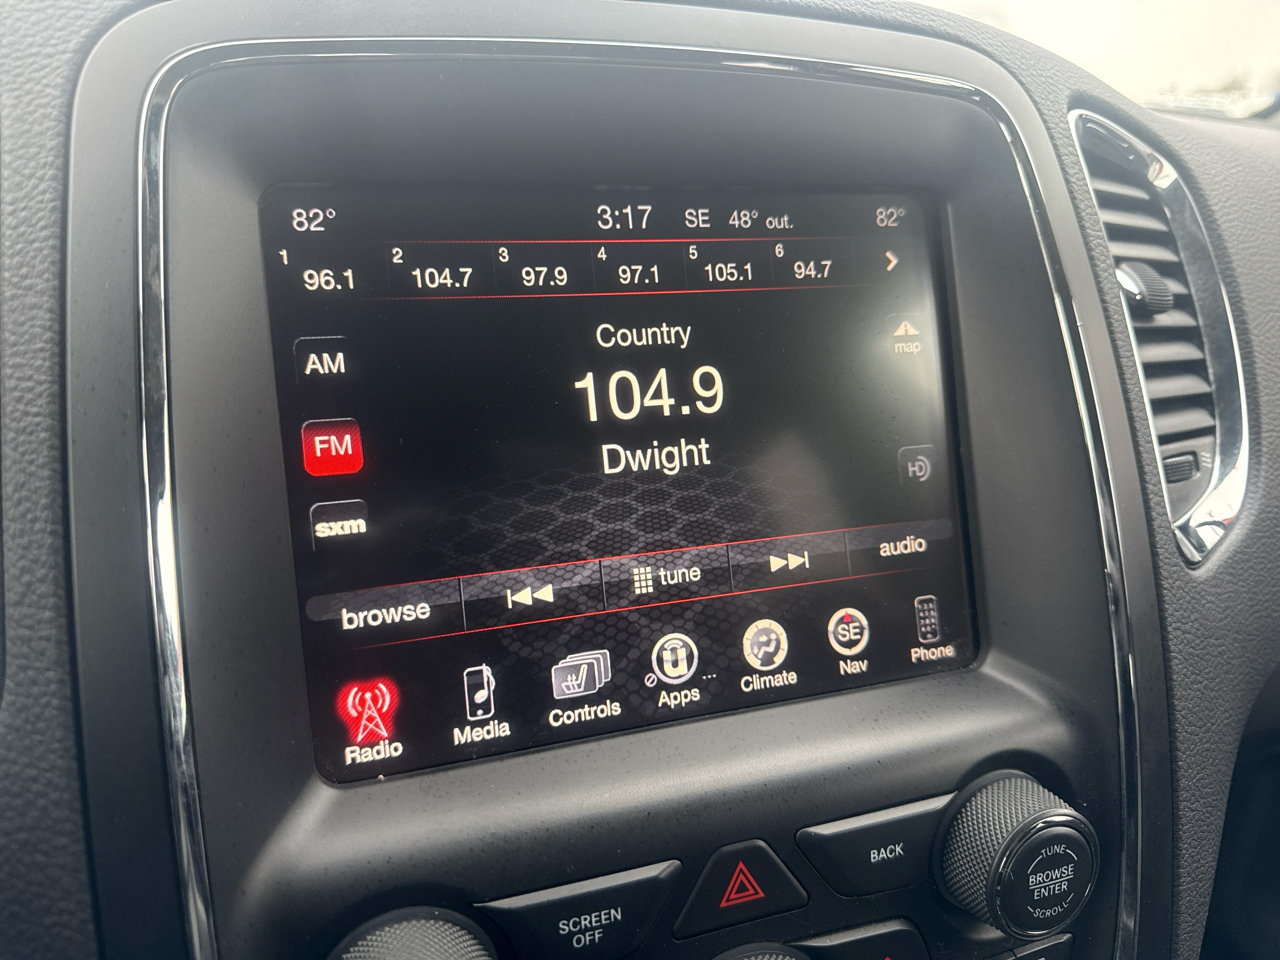 82° 3:17 SE 48° out. 82°
1 96.1 2 104.7 3 97.9 4 97.1 5 105.1 6 94.7
Country
map
AM
104.9
FM
Dwight
HD
sxm
browse tune audio
Radio Media Controls Apps ... Climate SE Nav Phone
BACK
TUNE
BROWSE
ENTER
SCROLL
SCREEN
OFF